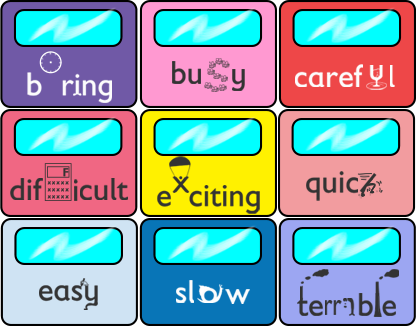 boring
busy
careful
difficult
exciting
quick
easy
slow
terrible